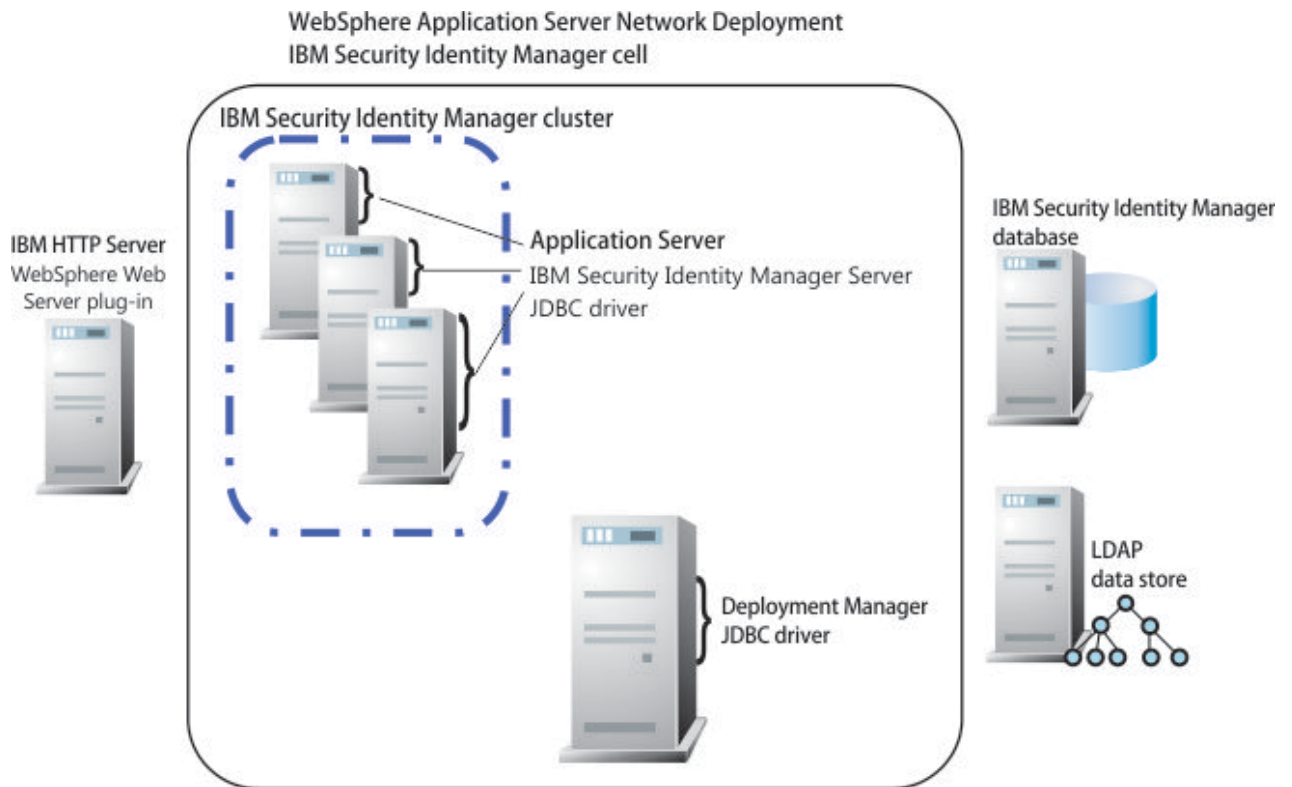 WebSphere Application Server Network Deployment
IBM Security Identity Manager cell
IBM Security Identity Manager cluster
IBM HTTP Server
WebSphere Web
Server plug-in
Application Server
IBM Security Identity Manager Server
JDBC driver
IBM Security Identity Manager
database
LDAP
data store
Deployment Manager
JDBC driver